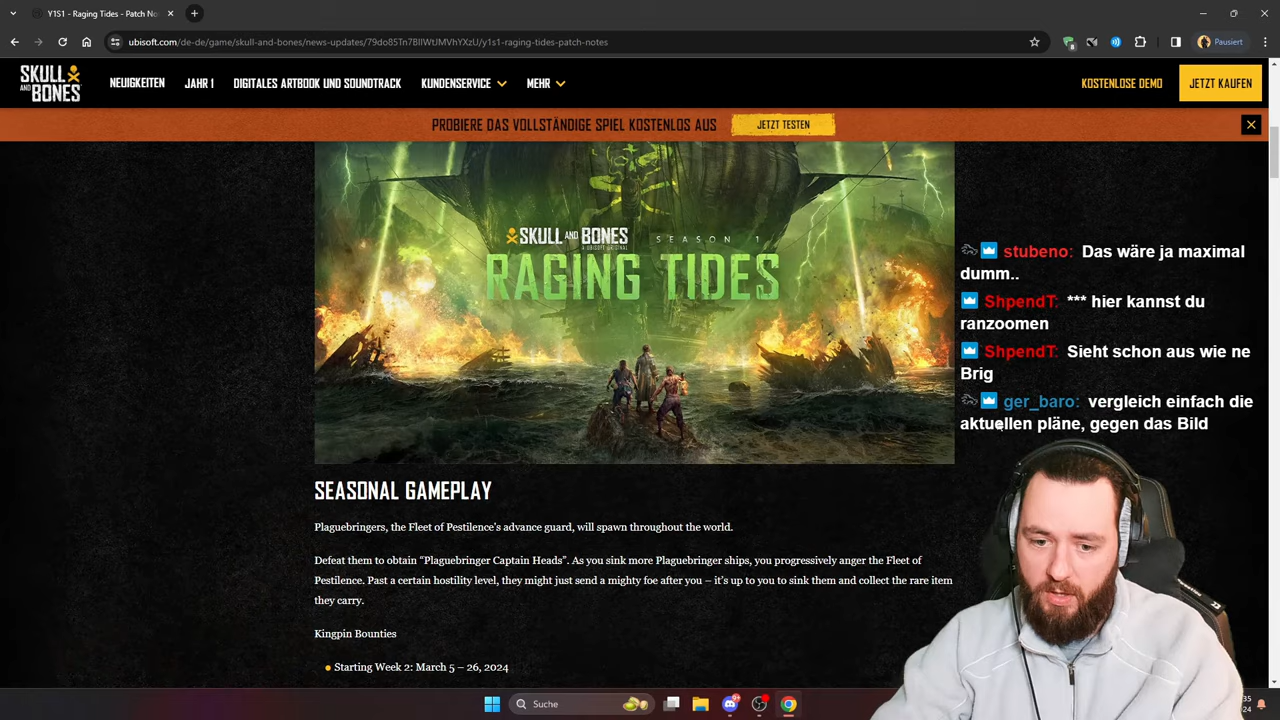 Y1S1 - Raging Tides - Patch No
ubisoft.com/de-de/game/skull-and-bones/news-updates/79do85Tn7BIIWtJMVhYXzU/y1s1-raging-tides-patch-notes
Pausiert
SKULL AND BONES
NEUIGKEITEN
JAHR 1
DIGITALES ARTBOOK UND SOUNDTRACK
KUNDENSERVICE
MEHR
KOSTENLOSE DEMO
JETZT KAUFEN
PROBIERE DAS VOLLSTÄNDIGE SPIEL KOSTENLOS AUS
JETZT TESTEN
SKULL AND BONES
SEASON 1
RAGING TIDES
stubeno: Das wäre ja maximal
dumm..
ShpendT: *** hier kannst du
ranzoomen
ShpendT: Sieht schon aus wie ne
Brig
ger_baro: vergleich einfach die
aktuellen pläne, gegen das Bild
SEASONAL GAMEPLAY
Plaguebringers, the Fleet of Pestilence's advance guard, will spawn throughout the world.
Defeat them to obtain “Plaguebringer Captain Heads”. As you sink more Plaguebringer ships, you progressively anger the Fleet of
Pestilence. Past a certain hostility level, they might just send a mighty foe after you – it's up to you to sink them and collect the rare item
they carry.
Kingpin Bounties
Starting Week 2: March 5 – 26, 2024
Suche